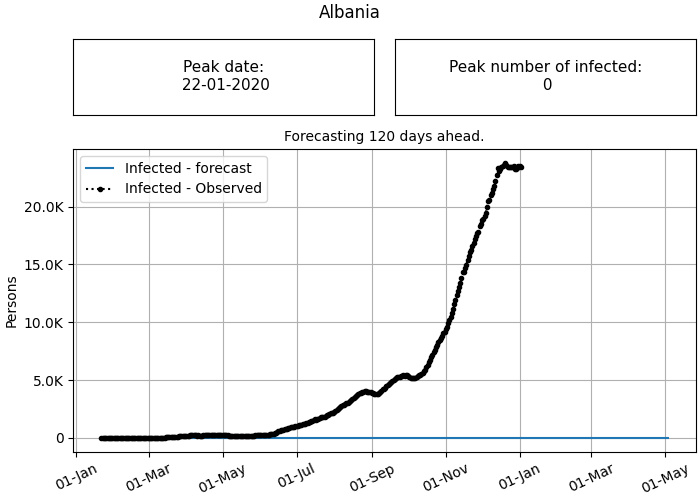 Albania
Peak date:
22-01-2020
Peak number of infected:
0
Forecasting 120 days ahead.
Infected - forecast
Infected - Observed
Persons
20.0K
15.0K
10.0K
5.0K
0
01-Jan
01-Mar
01-May
01-Jul
01-Sep
01-Nov
01-Jan
01-Mar
01-May